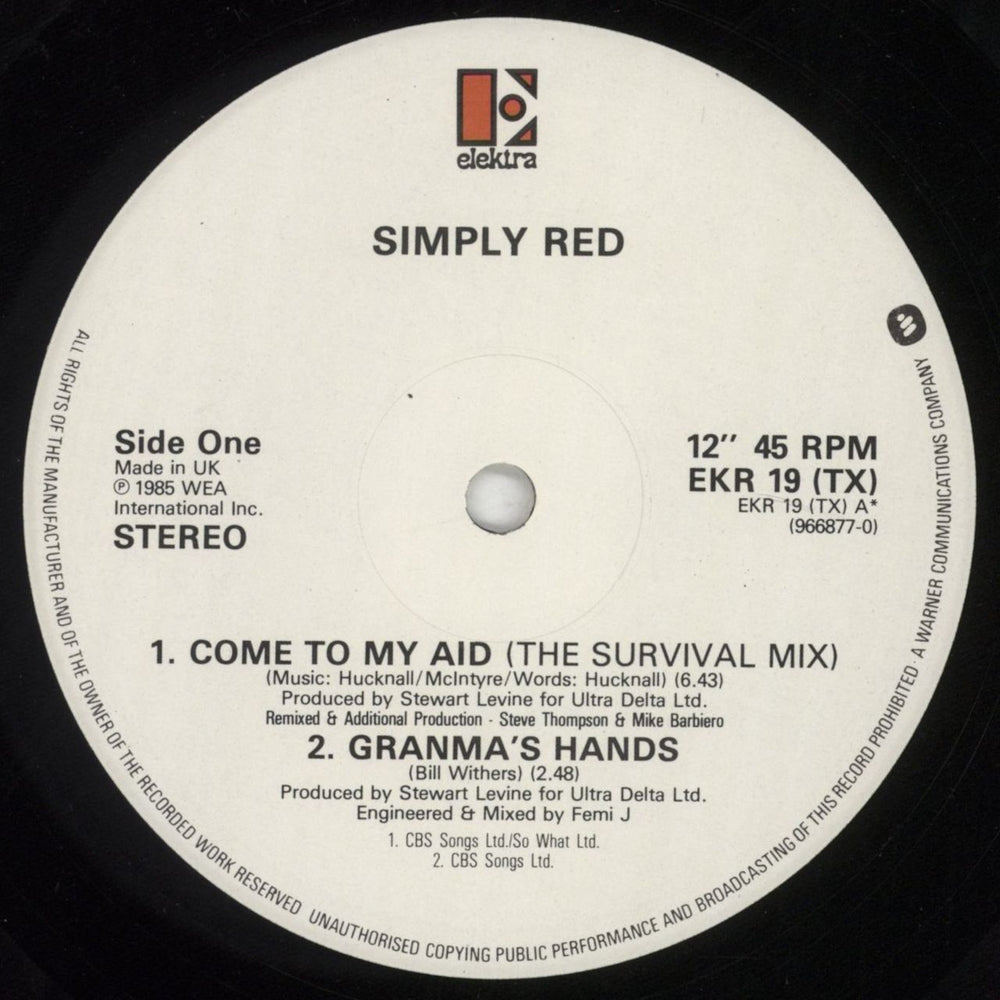 elektra
SIMPLY RED
Side One
Made in UK
℗ 1985 WEA
International Inc.
STEREO
12" 45 RPM
EKR 19 (TX)
EKR 19 (TX) A*
(966877-0)
1. COME TO MY AID (THE SURVIVAL MIX)
(Music: Hucknall/McIntyre/Words: Hucknall) (6.43)
Produced by Stewart Levine for Ultra Delta Ltd.
Remixed & Additional Production - Steve Thompson & Mike Barbiero
2. GRANMA'S HANDS
(Bill Withers) (2.48)
Produced by Stewart Levine for Ultra Delta Ltd.
Engineered & Mixed by Femi J
1. CBS Songs Ltd./So What Ltd.
2. CBS Songs Ltd.
ALL RIGHTS OF THE MANUFACTURER AND OF THE OWNER OF THE RECORDED WORK RESERVED UNAUTHORISED COPYING PUBLIC PERFORMANCE AND BROADCASTING OF THIS RECORD PROHIBITED · A WARNER COMMUNICATIONS COMPANY